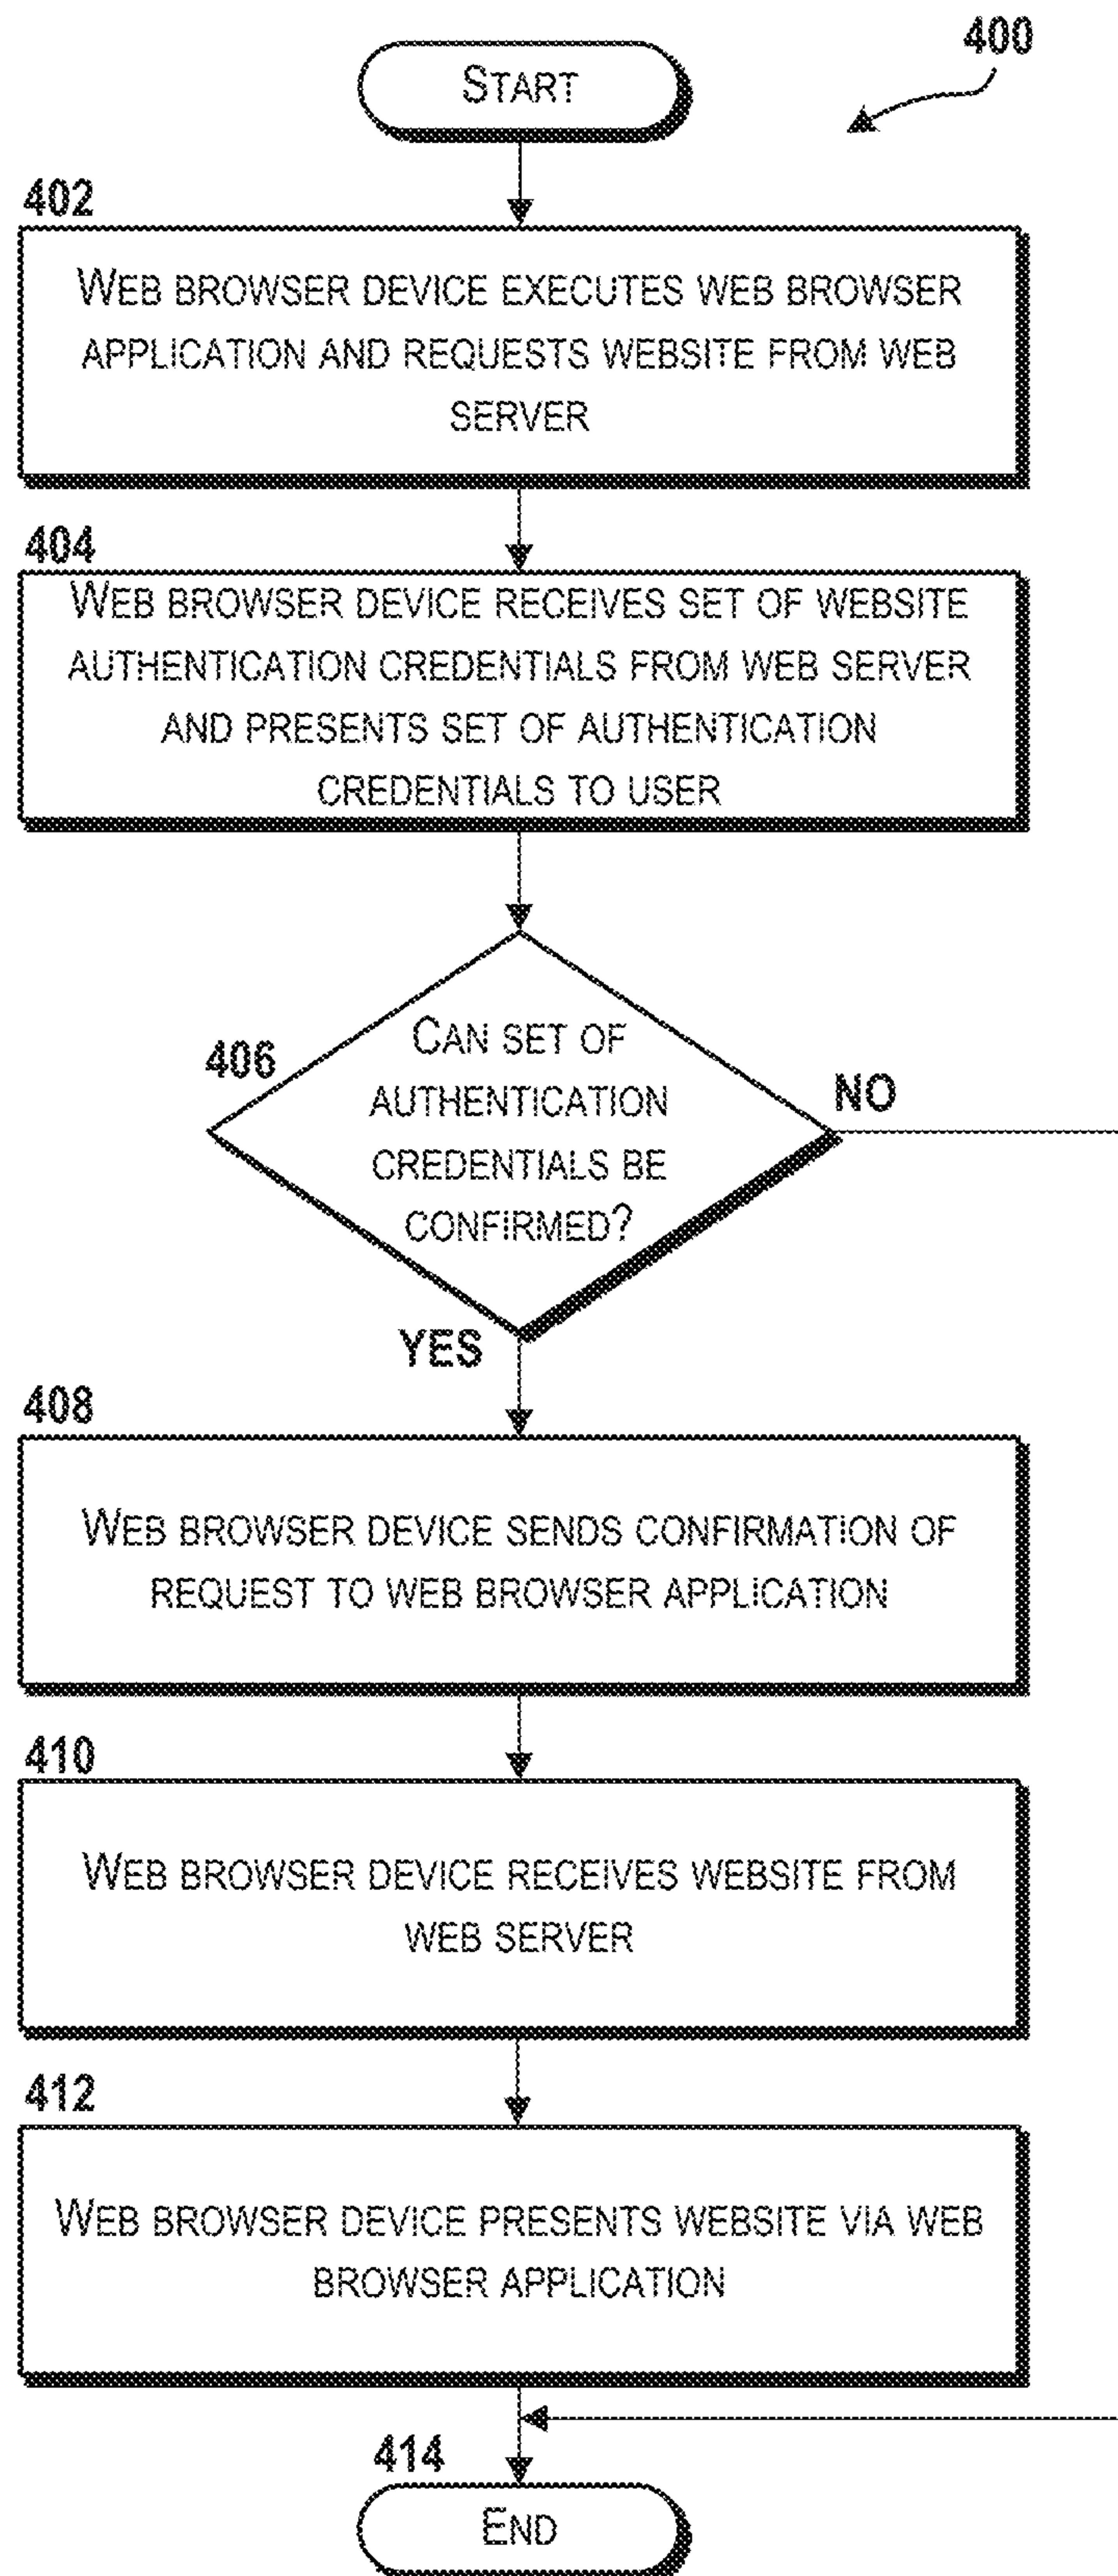 400
START
402
WEB BROWSER DEVICE EXECUTES WEB BROWSER
APPLICATION AND REQUESTS WEBSITE FROM WEB
SERVER
404
WEB BROWSER DEVICE RECEIVES SET OF WEBSITE
AUTHENTICATION CREDENTIALS FROM WEB SERVER
AND PRESENTS SET OF AUTHENTICATION
CREDENTIALS TO USER
406
CAN SET OF
AUTHENTICATION
CREDENTIALS BE
CONFIRMED?
NO
YES
408
WEB BROWSER DEVICE SENDS CONFIRMATION OF
REQUEST TO WEB BROWSER APPLICATION
410
WEB BROWSER DEVICE RECEIVES WEBSITE FROM
WEB SERVER
412
WEB BROWSER DEVICE PRESENTS WEBSITE VIA WEB
BROWSER APPLICATION
414
END